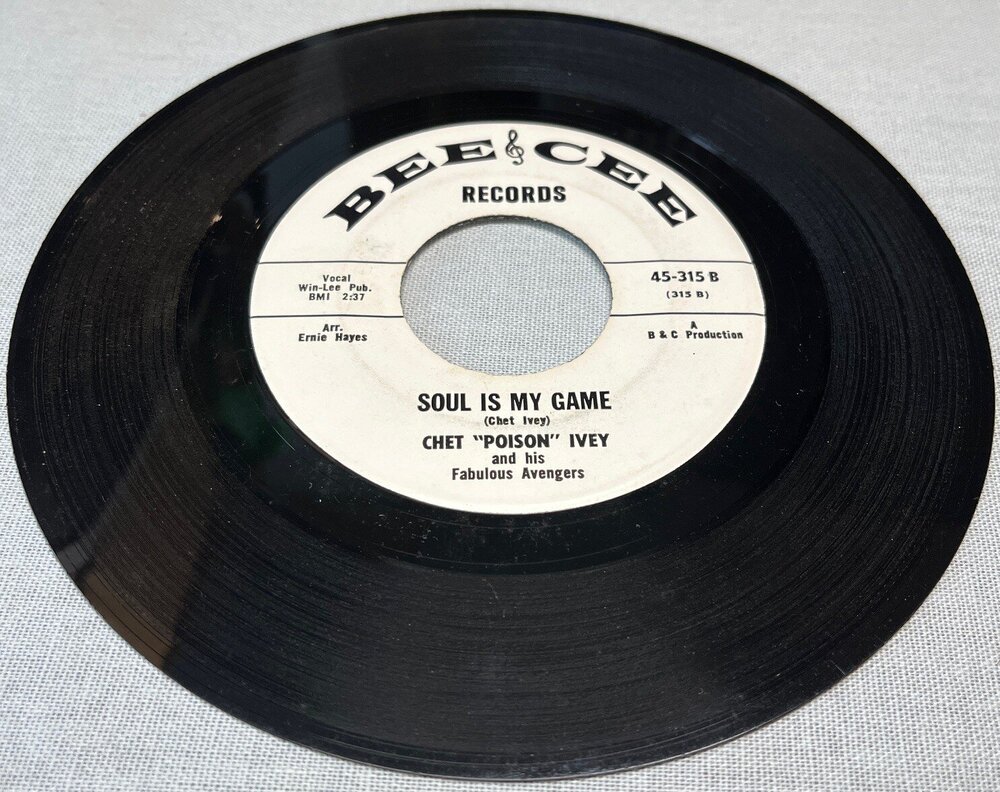 BEE CEE
RECORDS
Vocal
Win-Lee Pub.
BMI 2:37
Arr.
Ernie Hayes
45-315 B
(315 B)
A
B & C Production
SOUL IS MY GAME
(Chet Ivey)
CHET "POISON" IVEY
and his
Fabulous Avengers